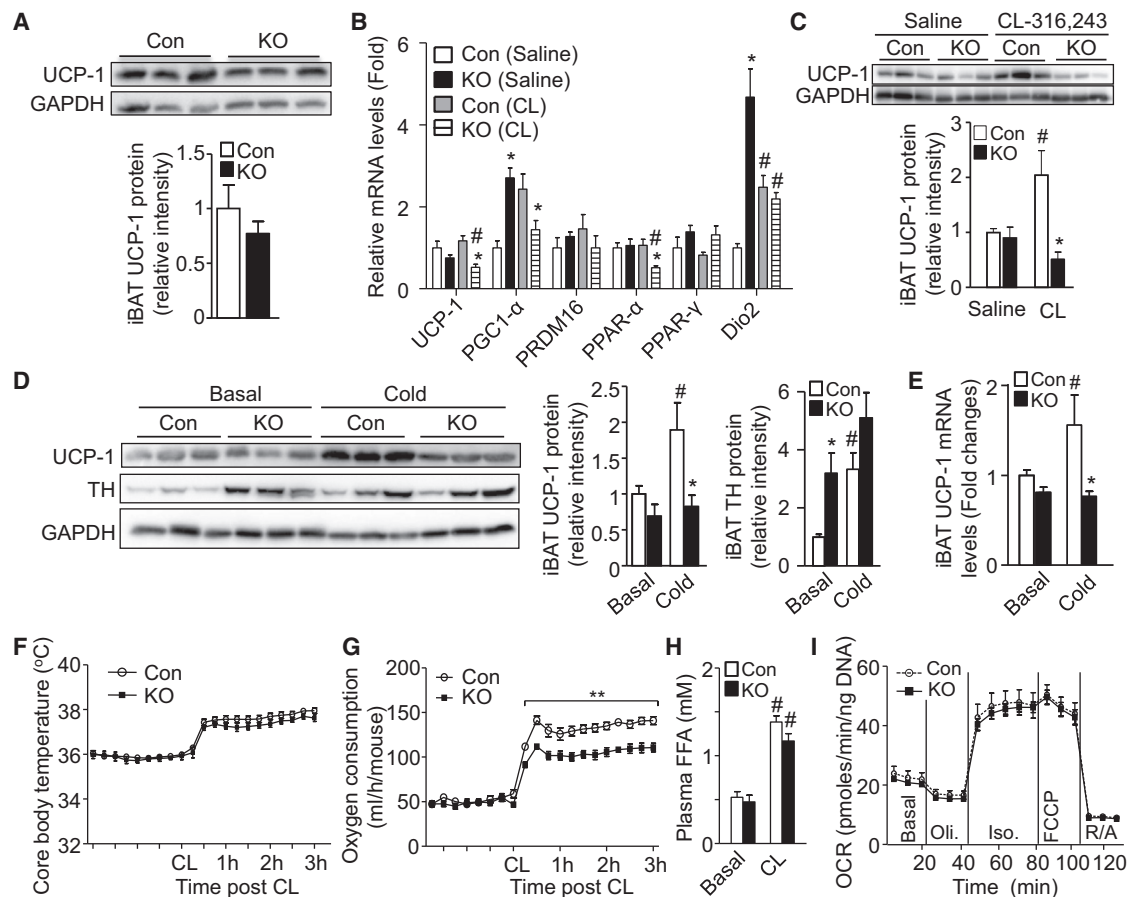 A
Con KO
UCP-1
GAPDH
iBAT UCP-1 protein
(relative intensity)
1.5
1
0.5
0
Con
KO
B
Relative mRNA levels (Fold)
6
4
2
0
Con (Saline)
KO (Saline)
Con (CL)
KO (CL)
*
#
*
*
#
*
*
#
#
UCP-1
PGC1-α
PRDM16
PPAR-α
PPAR-γ
Dio2
C
Saline CL-316,243
Con KO Con KO
UCP-1
GAPDH
iBAT UCP-1 protein
(relative intensity)
3
2
1
0
Con
KO
#
*
Saline CL
D
Basal Cold
Con KO Con KO
UCP-1
TH
GAPDH
iBAT UCP-1 protein
(relative intensity)
2.5
2
1.5
1
0.5
0
#
*
Basal
Cold
iBAT TH protein
(relative intensity)
6
4
2
0
Con
KO
*
#
Basal
Cold
E
iBAT UCP-1 mRNA
levels (Fold changes)
2
1
0
Con
KO
#
*
Basal
Cold
F
Core body temperature (ºC)
40
38
36
34
32
Con
KO
CL 1h 2h 3h
Time post CL
G
Oxygen consumption
(ml/h/mouse)
200
150
100
50
0
Con
KO
**
CL 1h 2h 3h
Time post CL
H
Plasma FFA (mM)
2
1
0
Con
KO
#
#
Basal
CL
I
OCR (pmoles/min/ng DNA)
60
40
20
0
Con
KO
Basal
Oli.
Iso.
FCCP
R/A
20 40 60 80 100 120
Time (min)